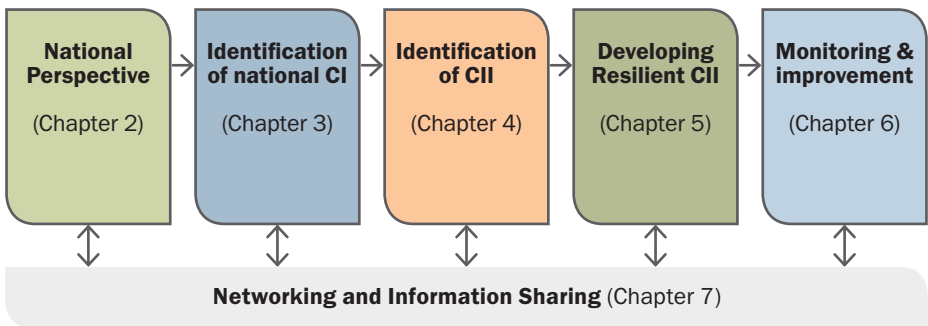 National
Perspective
(Chapter 2)
Identification
of national CI
(Chapter 3)
Identification
of CII
(Chapter 4)
Developing
Resilient CII
(Chapter 5)
Monitoring &
improvement
(Chapter 6)
Networking and Information Sharing (Chapter 7)